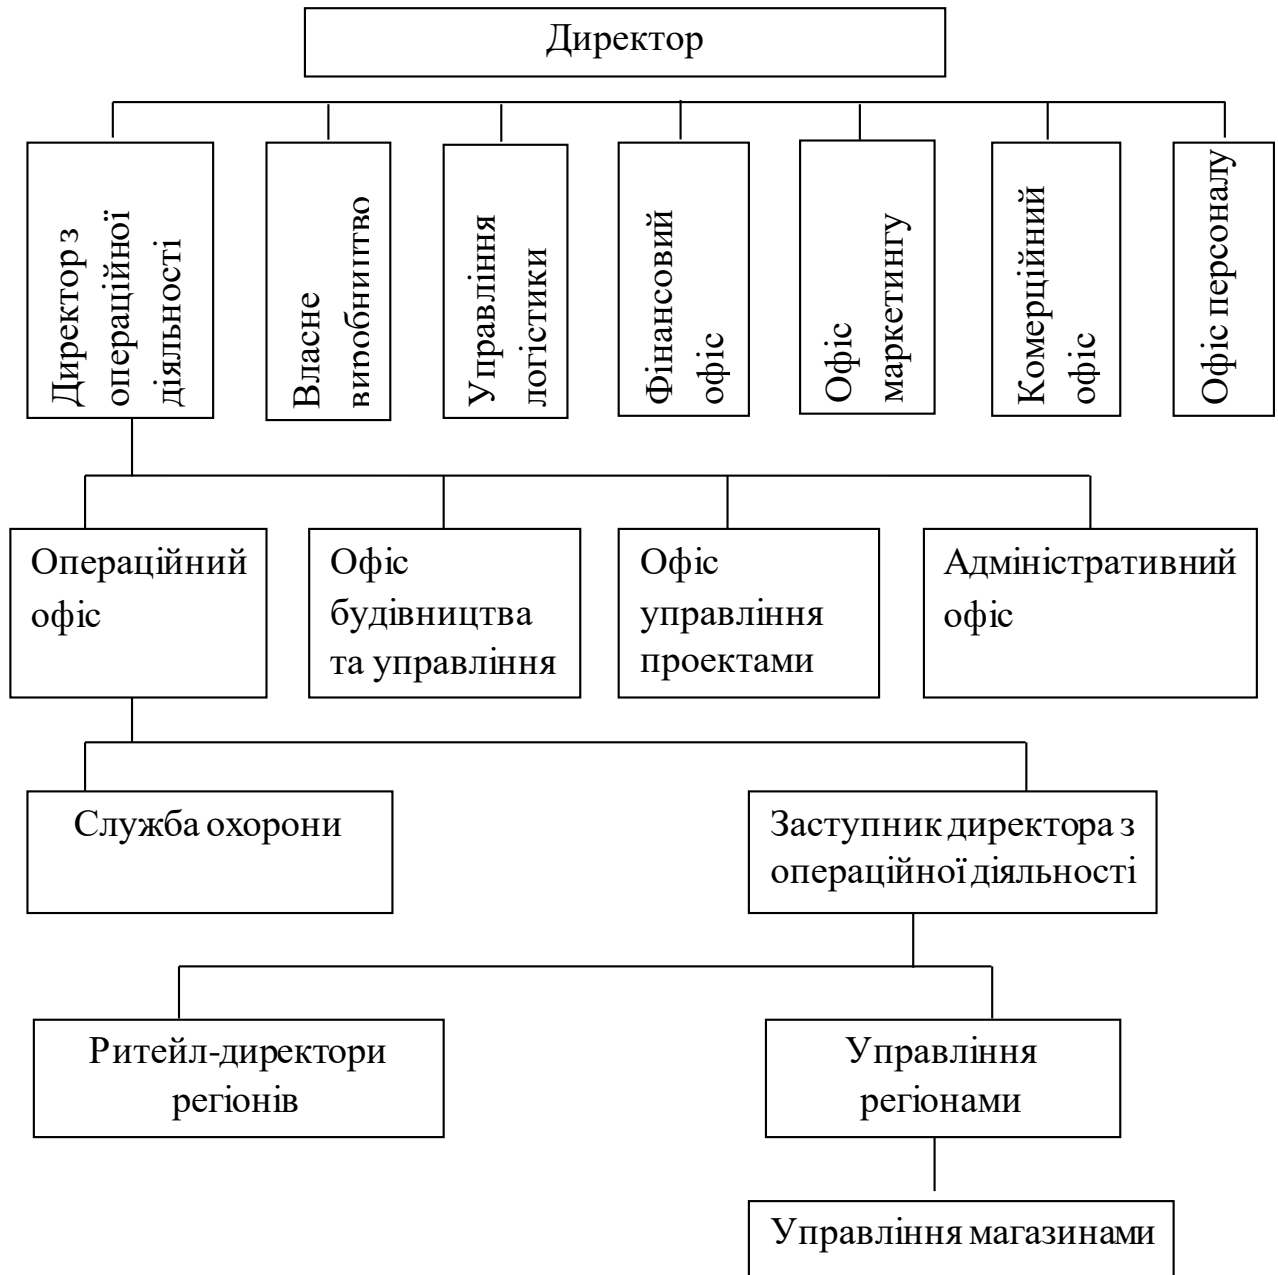 Директор
Директор з
операційної
діяльності
Власне
виробництво
Управління
логістики
Фінансовий
офіс
Офіс
маркетингу
Комерційний
офіс
Офіс персоналу
Операційний
офіс
Офіс
будівництва
та управління
Офіс
управління
проектами
Адміністративний
офіс
Служба охорони
Заступник директора з
операційної діяльності
Ритейл-директори
регіонів
Управління
регіонами
Управління магазинами